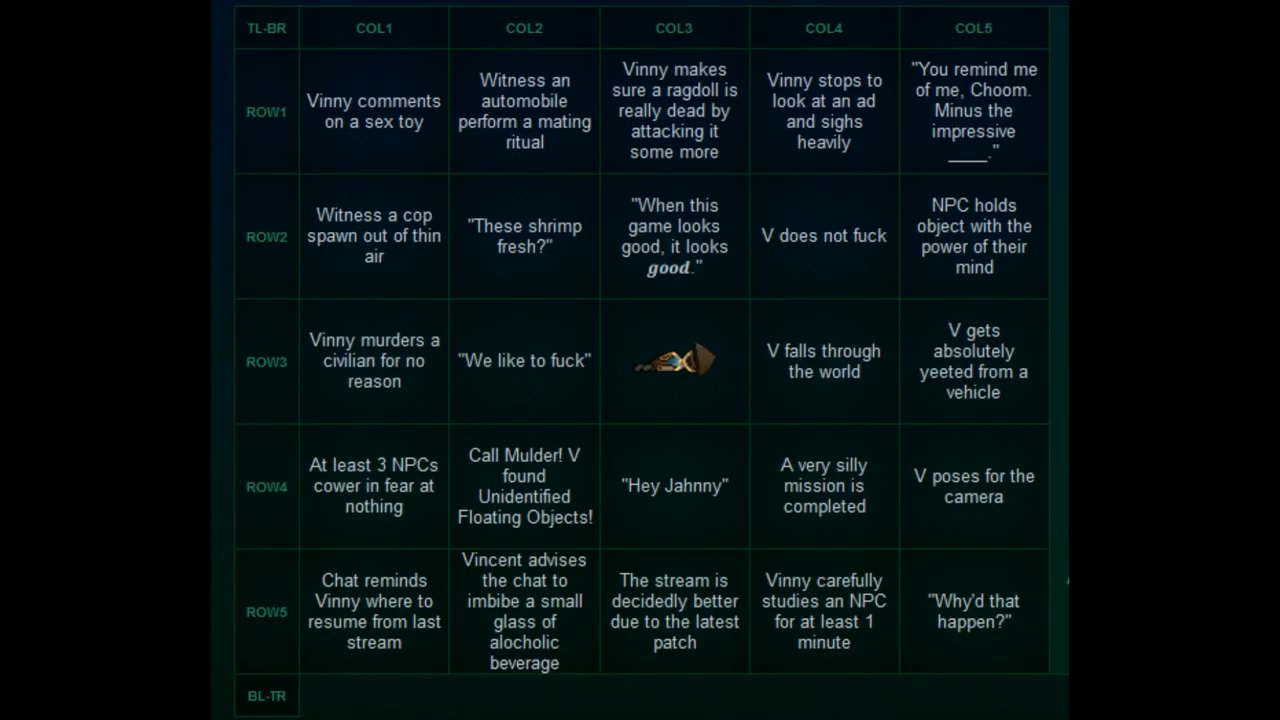 TL-BR COL1 COL2 COL3 COL4 COL5
ROW1
Vinny comments
on a sex toy
Witness an
automobile
perform a mating
ritual
Vinny makes
sure a ragdoll is
really dead by
attacking it
some more
Vinny stops to
look at an ad
and sighs
heavily
"You remind me
of me, Choom.
Minus the
impressive
____."
ROW2
Witness a cop
spawn out of thin
air
"These shrimp
fresh?"
"When this
game looks
good, it looks
good."
V does not fuck
NPC holds
object with the
power of their
mind
ROW3
Vinny murders a
civilian for no
reason
"We like to fuck"
V falls through
the world
V gets
absolutely
yeeted from a
vehicle
ROW4
At least 3 NPCs
cower in fear at
nothing
Call Mulder! V
found
Unidentified
Floating Objects!
"Hey Jahnny"
A very silly
mission is
completed
V poses for the
camera
ROW5
Chat reminds
Vinny where to
resume from last
stream
Vincent advises
the chat to
imbibe a small
glass of
alocholic
beverage
The stream is
decidedly better
due to the latest
patch
Vinny carefully
studies an NPC
for at least 1
minute
"Why'd that
happen?"
BL-TR